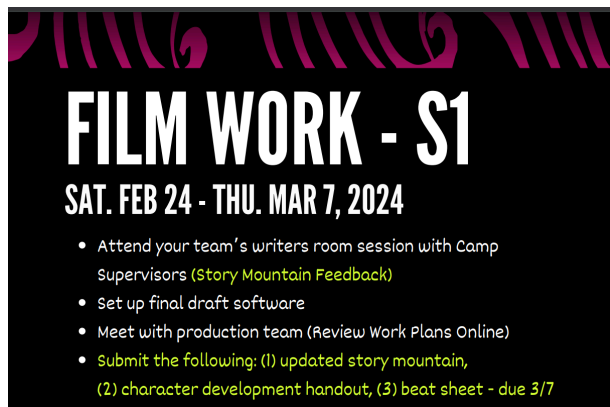 FILM WORK - S1
SAT. FEB 24 - THU. MAR 7, 2024
• Attend your team's writers room session with Camp
Supervisors (Story Mountain Feedback)
• Set up final draft software
• Meet with production team (Review Work Plans Online)
• Submit the following: (1) updated story mountain,
(2) character development handout, (3) beat sheet - due 3/7